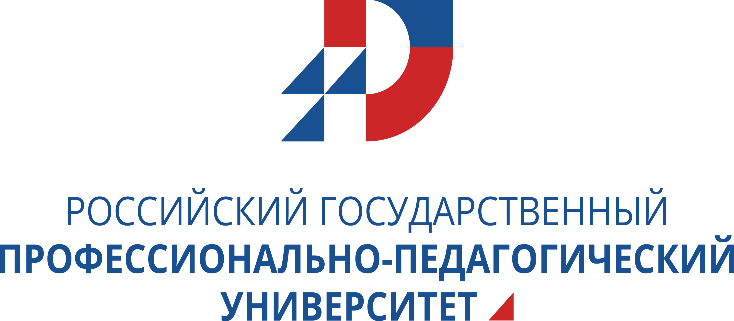 РОССИЙСКИЙ ГОСУДАРСТВЕННЫЙ
ПРОФЕССИОНАЛЬНО-ПЕДАГОГИЧЕСКИЙ
УНИВЕРСИТЕТ